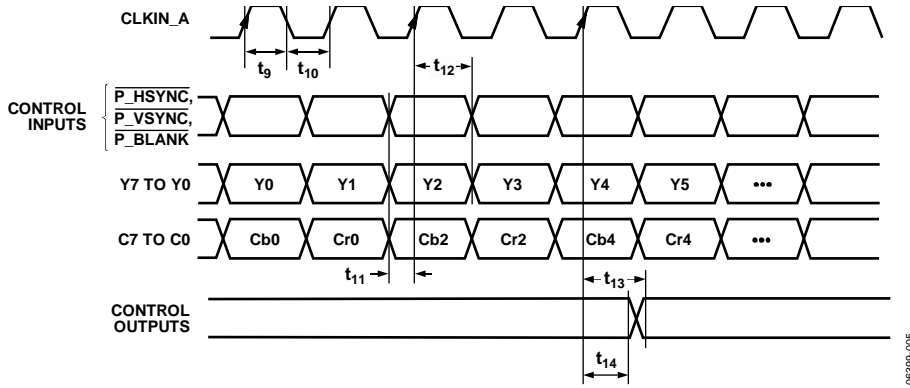 CLKIN_A
t9
t10
t12
CONTROL
INPUTS
P_HSYNC,
P_VSYNC,
P_BLANK
Y7 TO Y0
Y0
Y1
Y2
Y3
Y4
Y5
•••
C7 TO C0
Cb0
Cr0
Cb2
Cr2
Cb4
Cr4
•••
t11
t13
CONTROL
OUTPUTS
t14
06399-005